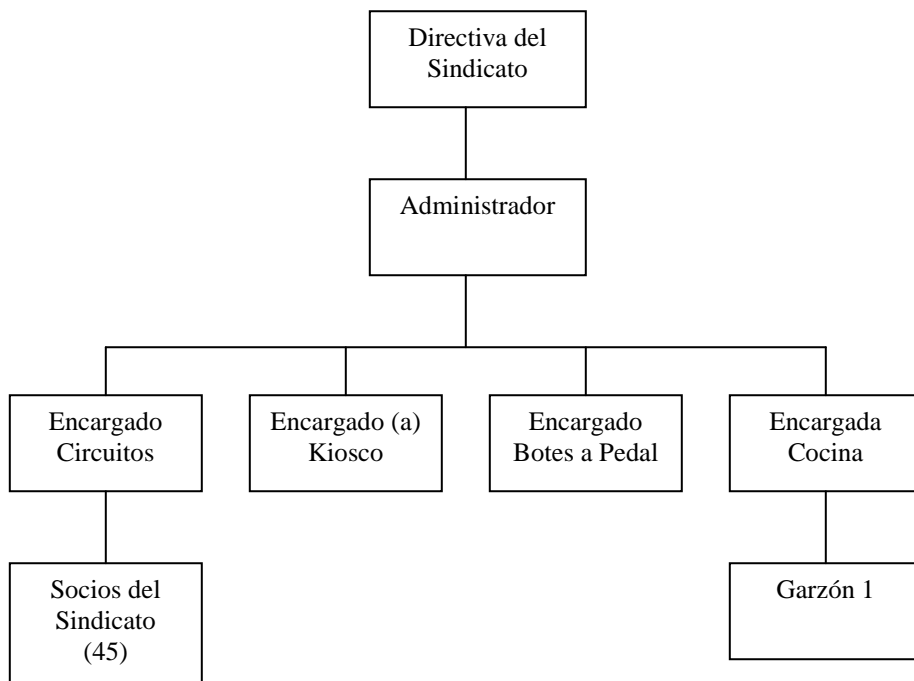 Directiva del
Sindicato
Administrador
Encargado
Circuitos
Encargado (a)
Kiosco
Encargado
Botes a Pedal
Encargada
Cocina
Socios del
Sindicato
(45)
Garzón 1